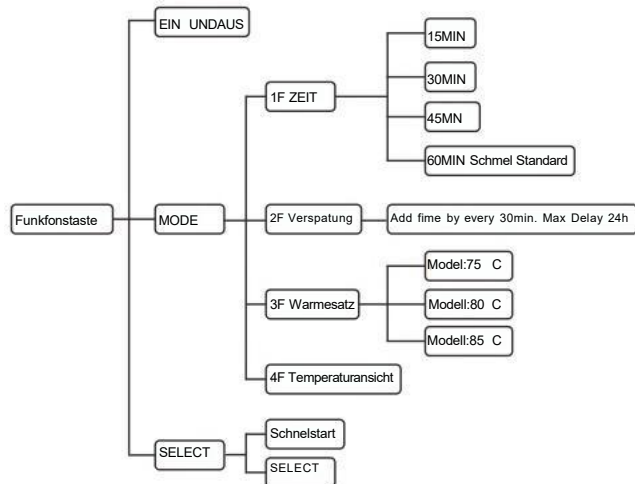 EIN UNDAUS
15MIN
30MIN
1F ZEIT
45MN
60MIN Schmel Standard
Funkfonstaste
MODE
2F Verspatung
Add fime by every 30min. Max Delay 24h
Model:75 C
3F Warmesatz
Modell:80 C
Modell:85 C
4F Temperaturansicht
Schnelstart
SELECT
SELECT